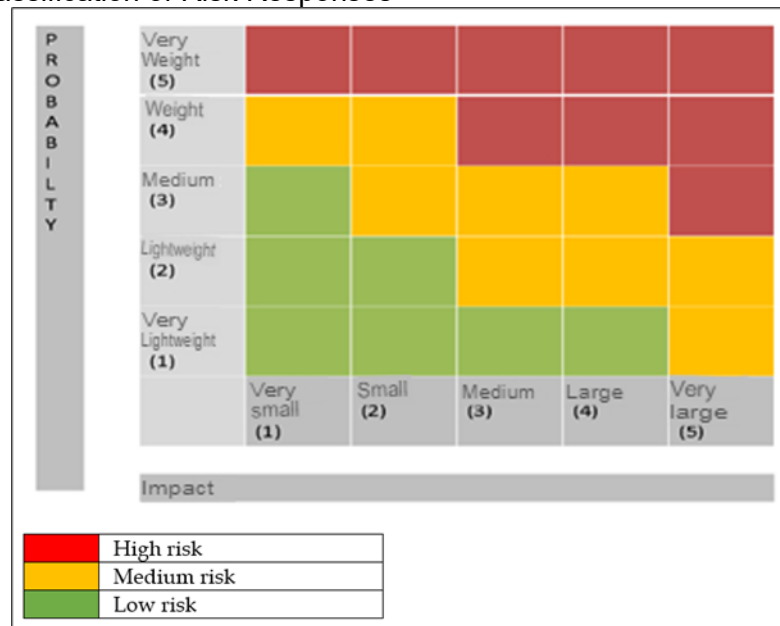 P
R
O
B
A
B
I
L
T
Y
Very
Weight
(5)
Weight
(4)
Medium
(3)
Lightweight
(2)
Very
Lightweight
(1)
Very
small
(1)
Small
(2)
Medium
(3)
Large
(4)
Very
large
(5)
Impact
High risk
Medium risk
Low risk